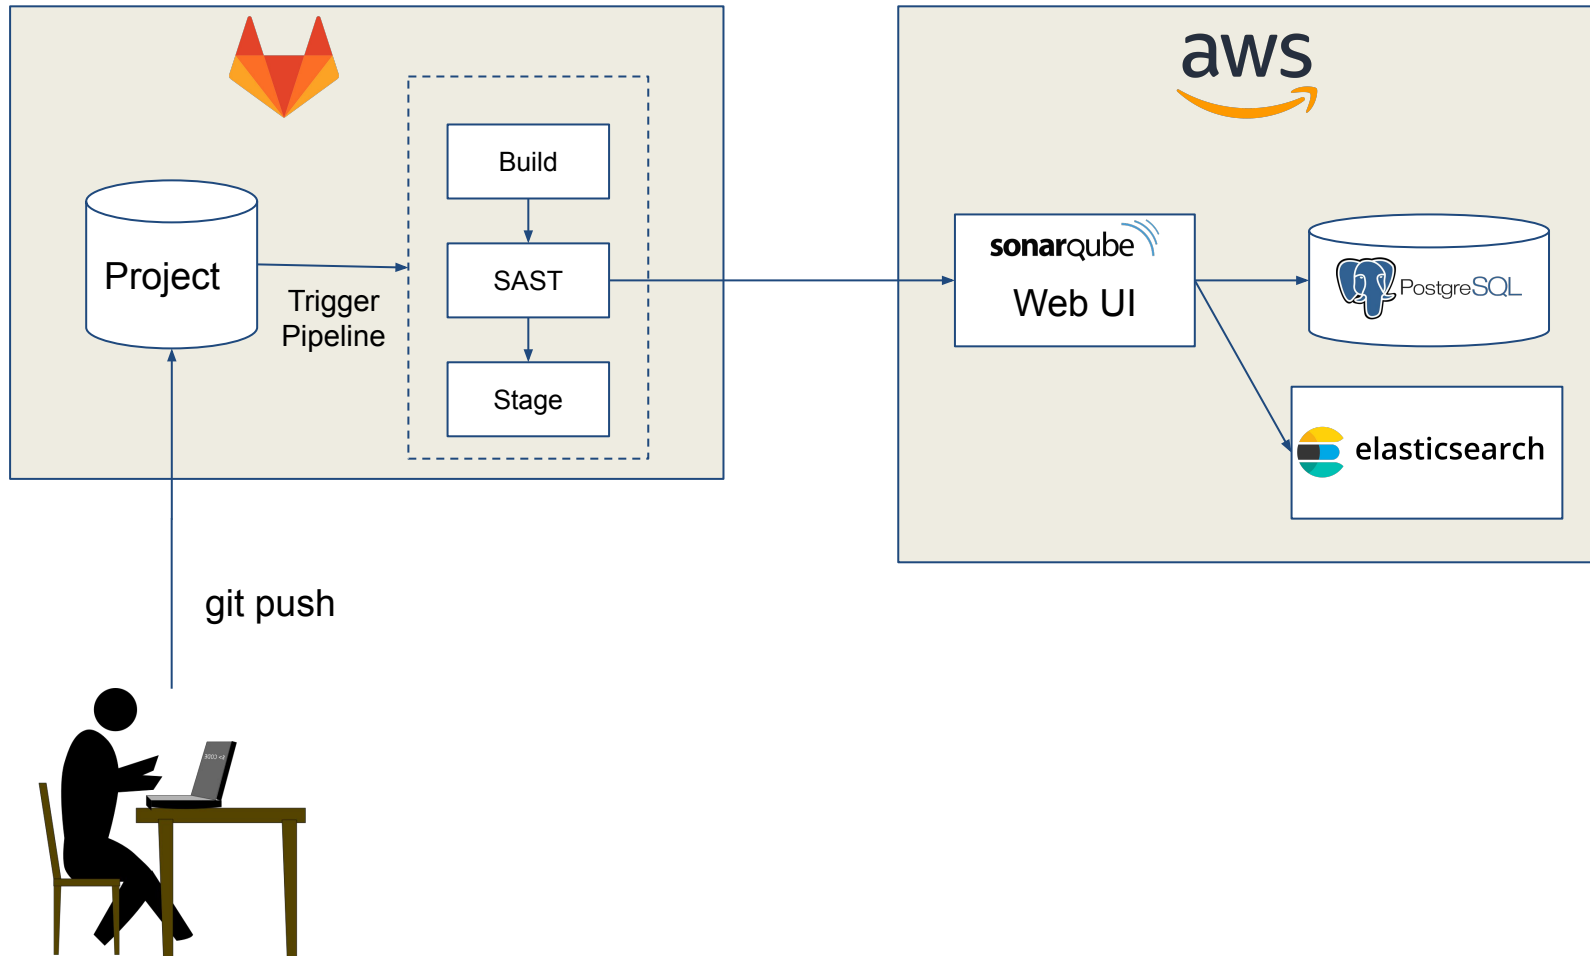 aws
Build
Project
SAST
Trigger
Pipeline
Stage
sonarqube
Web UI
PostgreSQL
elasticsearch
git push